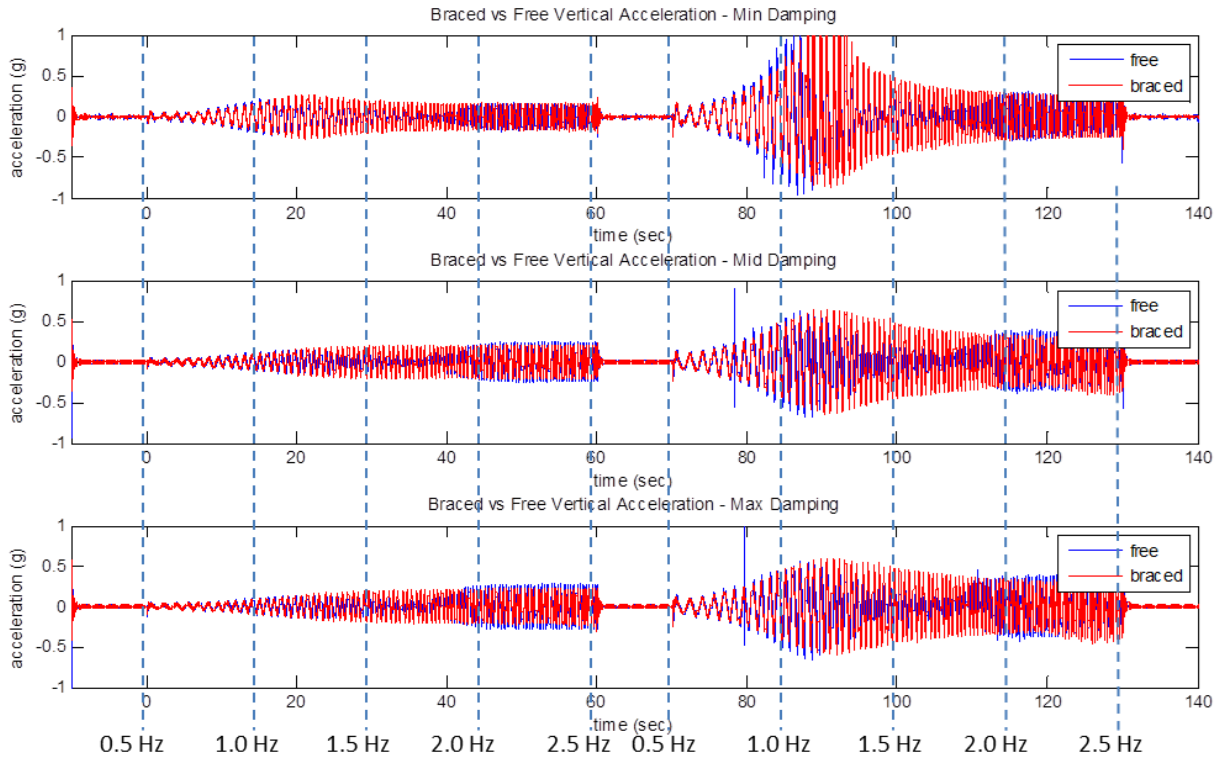 Braced vs Free Vertical Acceleration - Min Damping
1
0.5
0
-0.5
-1
acceleration (g)
free
braced
0 20 40 60 80 100 120 140
time (sec)
Braced vs Free Vertical Acceleration - Mid Damping
1
0.5
0
-0.5
-1
acceleration (g)
free
braced
0 20 40 60 80 100 120 140
time (sec)
Braced vs Free Vertical Acceleration - Max Damping
1
0.5
0
-0.5
-1
acceleration (g)
free
braced
0 20 40 60 80 100 120 140
time (sec)
0.5 Hz 1.0 Hz 1.5 Hz 2.0 Hz 2.5 Hz 0.5 Hz 1.0 Hz 1.5 Hz 2.0 Hz 2.5 Hz